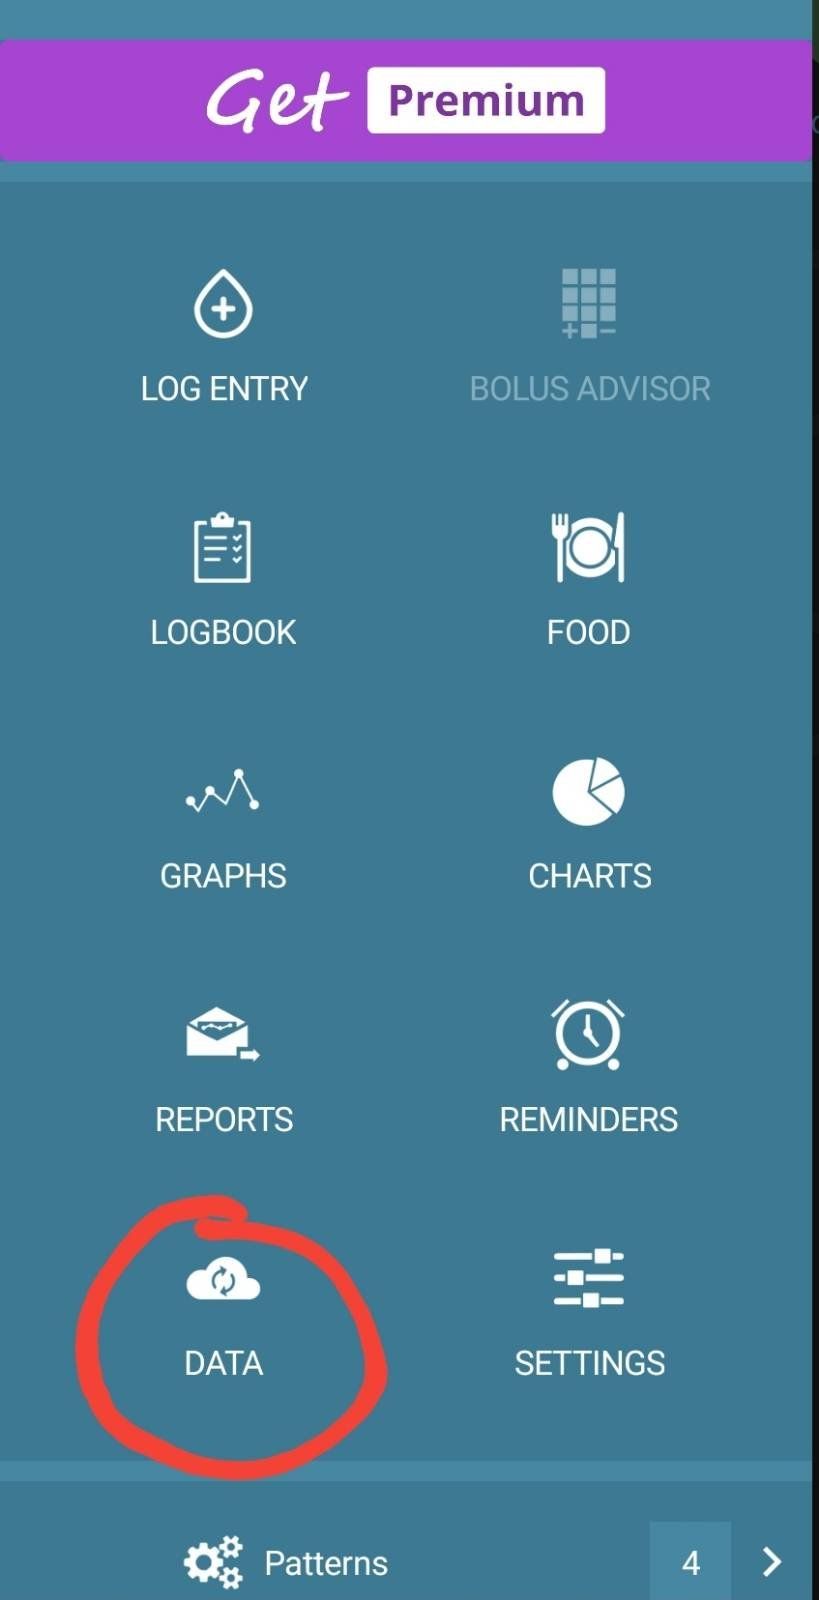 Get Premium
LOG ENTRY
BOLUS ADVISOR
LOGBOOK
FOOD
GRAPHS
CHARTS
REPORTS
REMINDERS
DATA
SETTINGS
Patterns 4